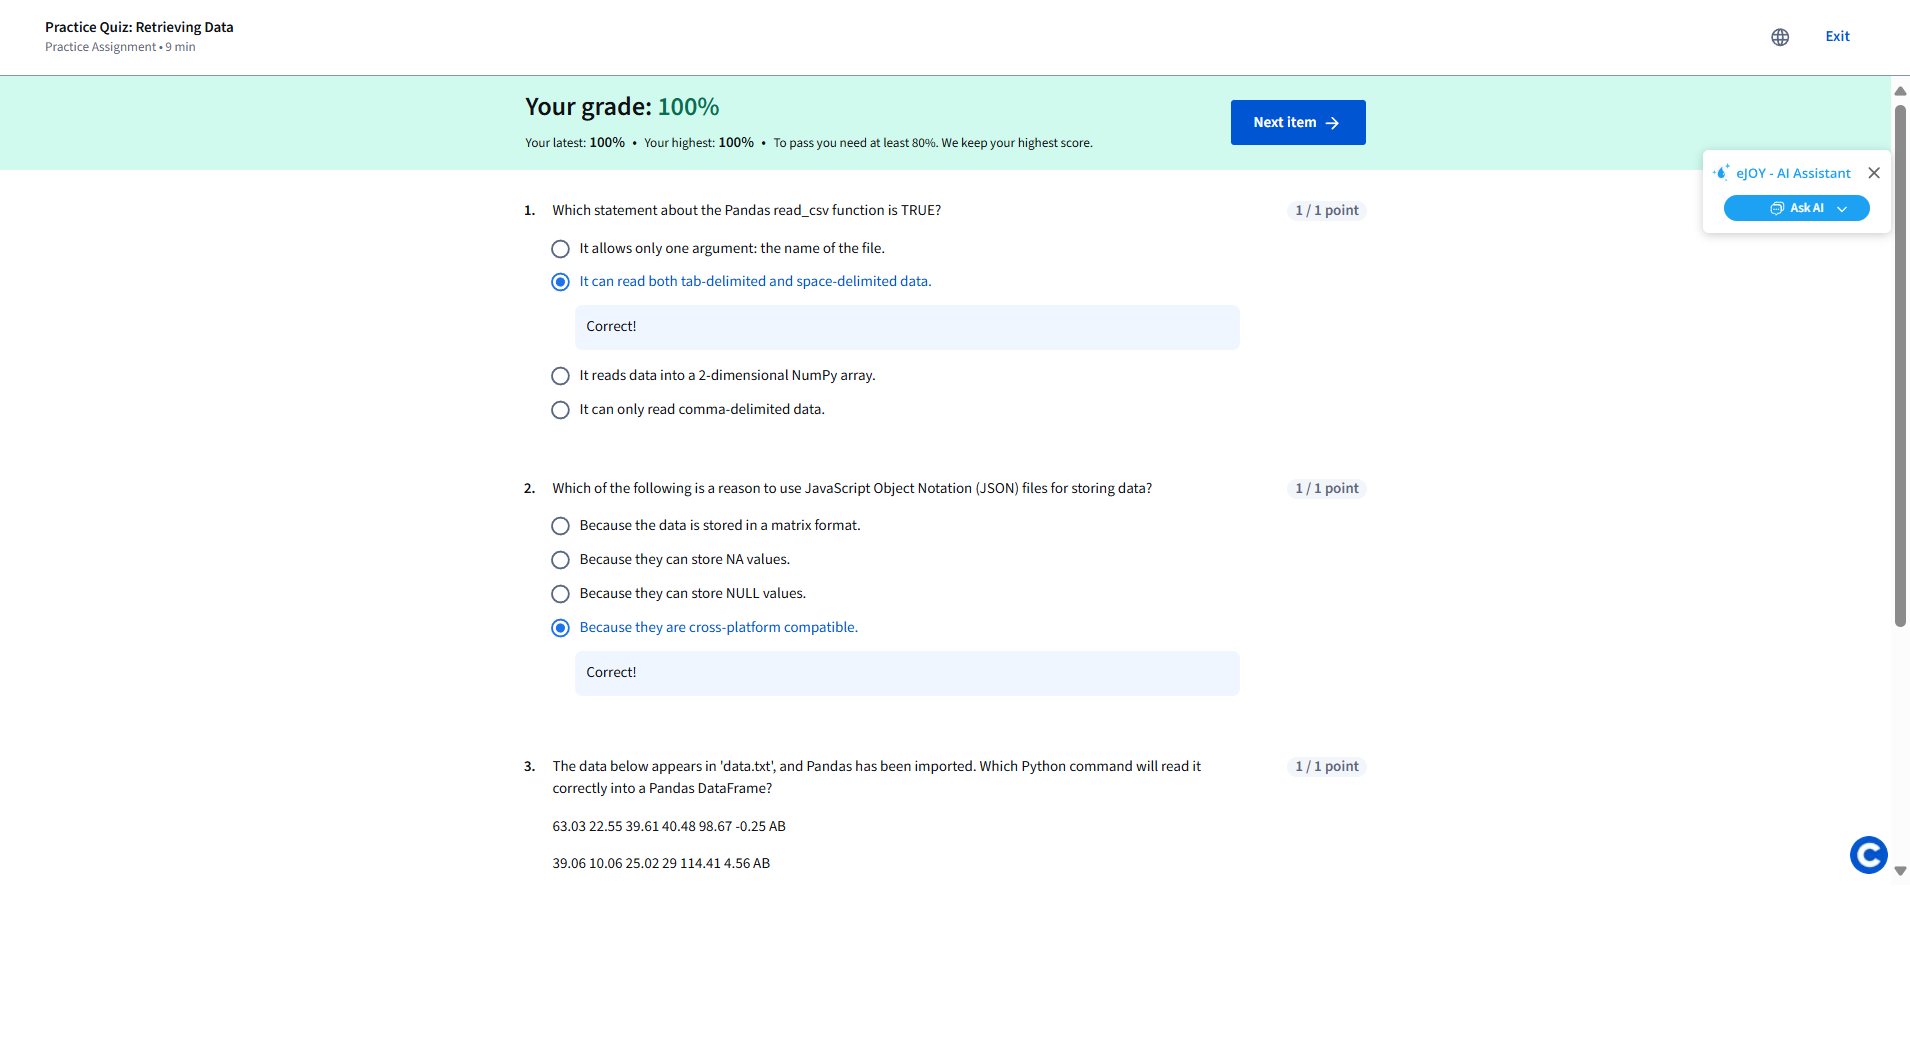 Practice Quiz: Retrieving Data
Practice Assignment • 9 min
Exit
Your grade: 100%
Your latest: 100% • Your highest: 100% • To pass you need at least 80%. We keep your highest score.
Next item
eJOY - AI Assistant
Ask AI
1. Which statement about the Pandas read_csv function is TRUE?
1 / 1 point
It allows only one argument: the name of the file.
It can read both tab-delimited and space-delimited data.
Correct!
It reads data into a 2-dimensional NumPy array.
It can only read comma-delimited data.
2. Which of the following is a reason to use JavaScript Object Notation (JSON) files for storing data?
1 / 1 point
Because the data is stored in a matrix format.
Because they can store NA values.
Because they can store NULL values.
Because they are cross-platform compatible.
Correct!
3. The data below appears in 'data.txt', and Pandas has been imported. Which Python command will read it
correctly into a Pandas DataFrame?
1 / 1 point
63.03 22.55 39.61 40.48 98.67 -0.25 AB
39.06 10.06 25.02 29 114.41 4.56 AB